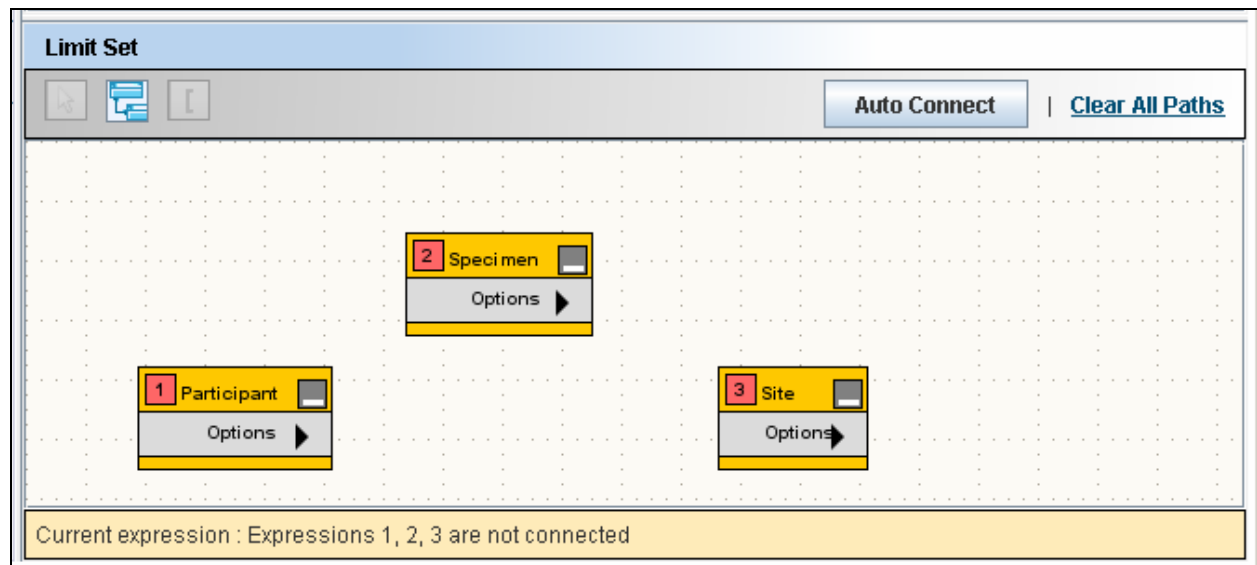 Limit Set
[
Auto Connect | Clear All Paths
2 Specimen
Options
1 Participant
Options
3 Site
Options
Current expression : Expressions 1, 2, 3 are not connected